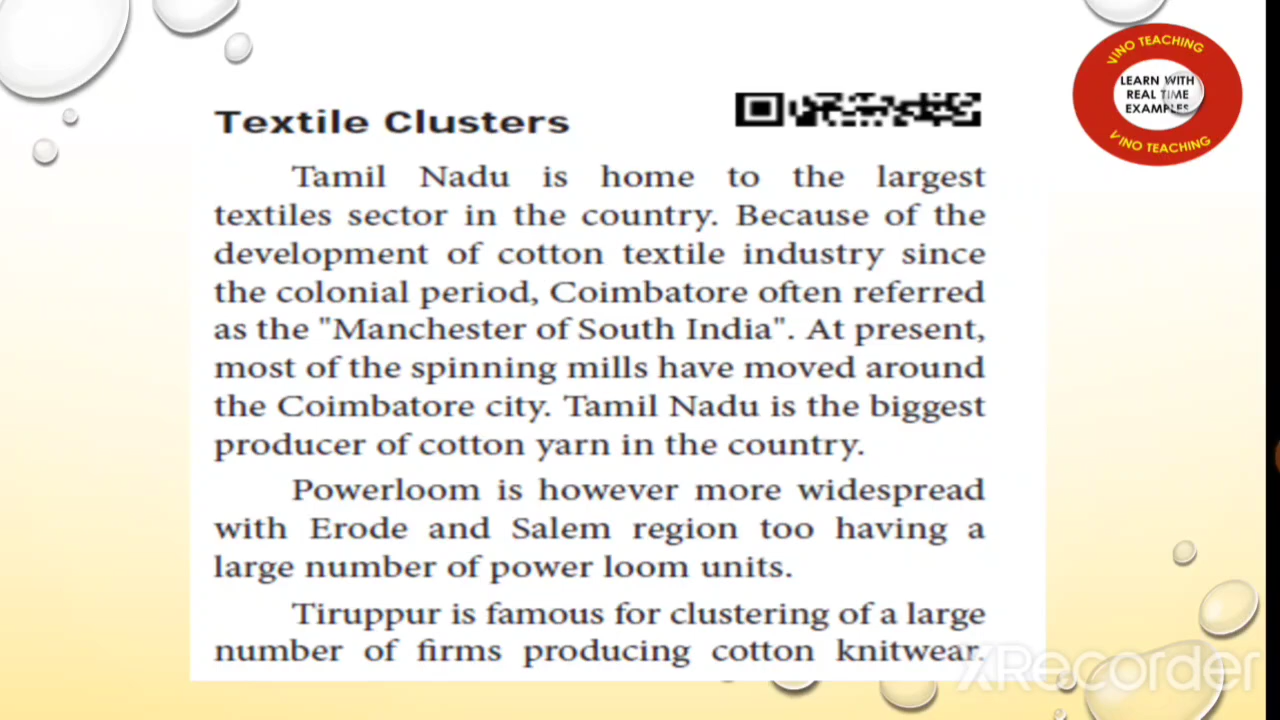 VINO TEACHING
LEARN WITH
REAL TIME
EXAMPLES
VINO TEACHING
Textile Clusters
Tamil Nadu is home to the largest
textiles sector in the country. Because of the
development of cotton textile industry since
the colonial period, Coimbatore often referred
as the "Manchester of South India". At present,
most of the spinning mills have moved around
the Coimbatore city. Tamil Nadu is the biggest
producer of cotton yarn in the country.
Powerloom is however more widespread
with Erode and Salem region too having a
large number of power loom units.
Tiruppur is famous for clustering of a large
number of firms producing cotton knitwear.
XRecorder